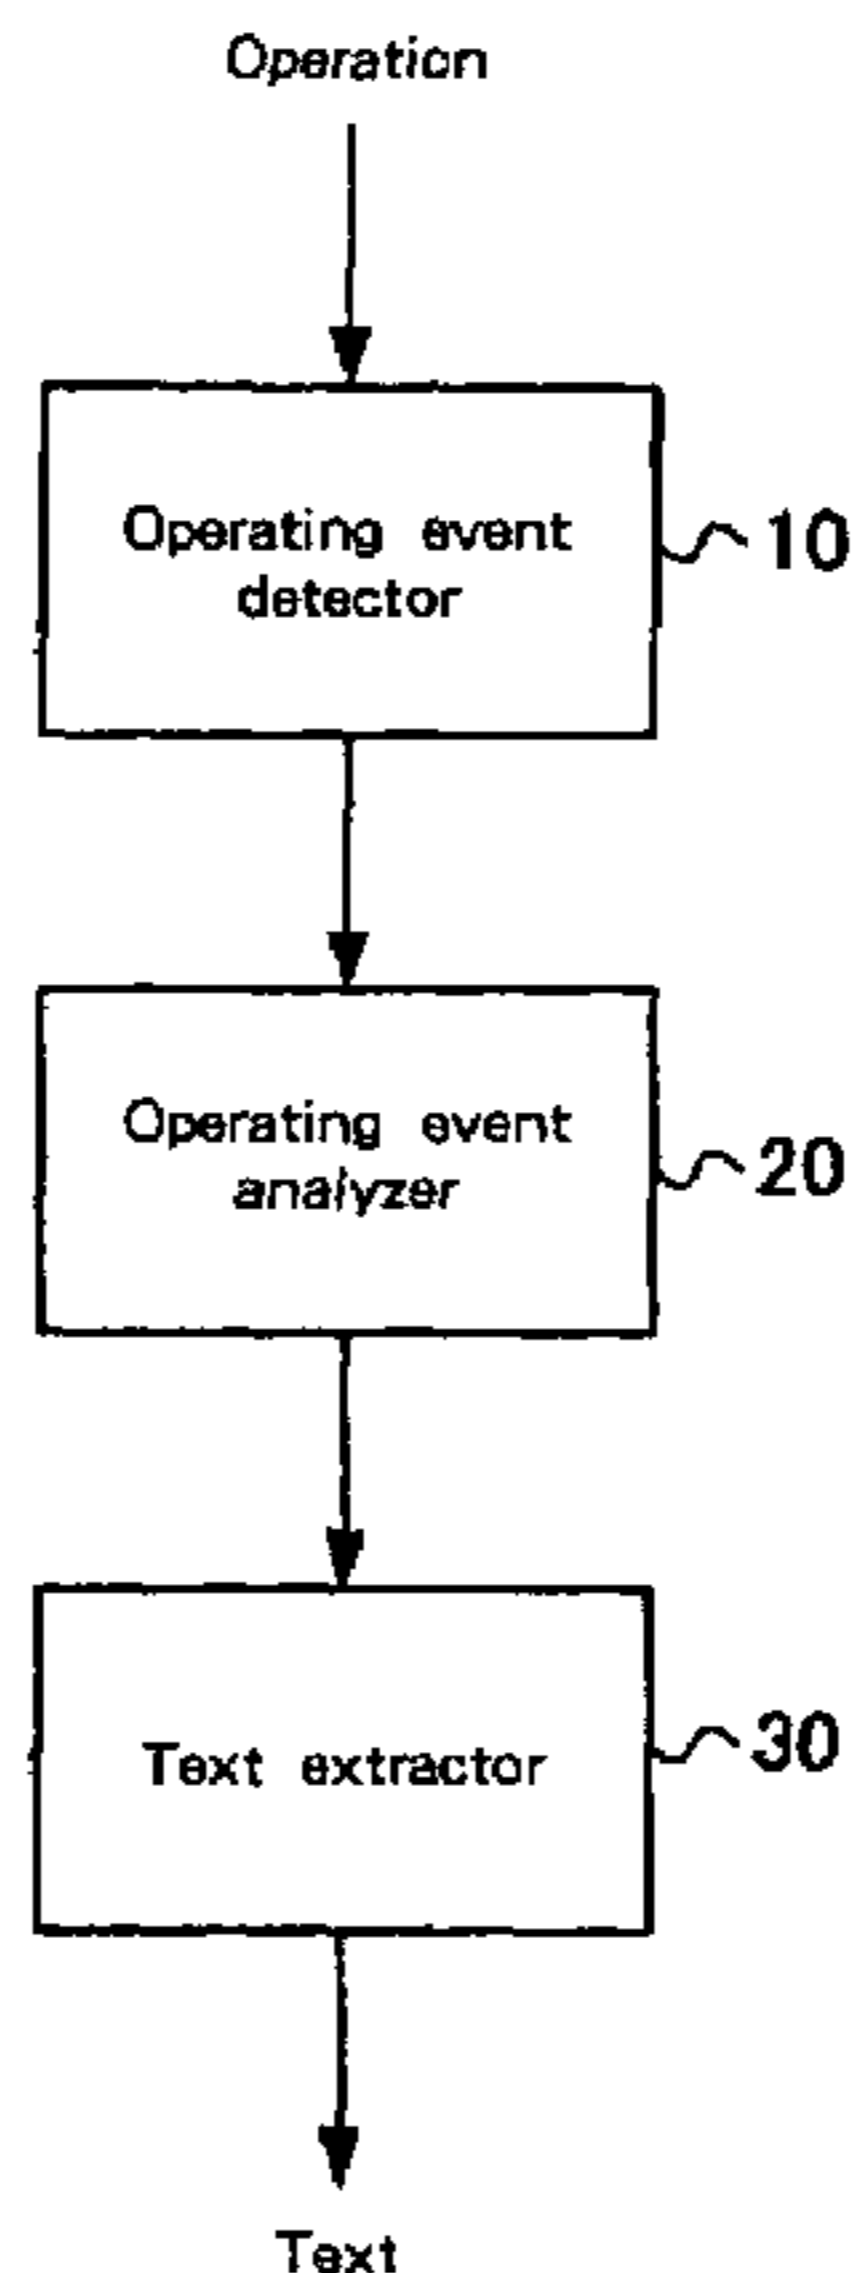 Operation
Operating event
detector
10
Operating event
analyzer
20
Text extractor
30
Text